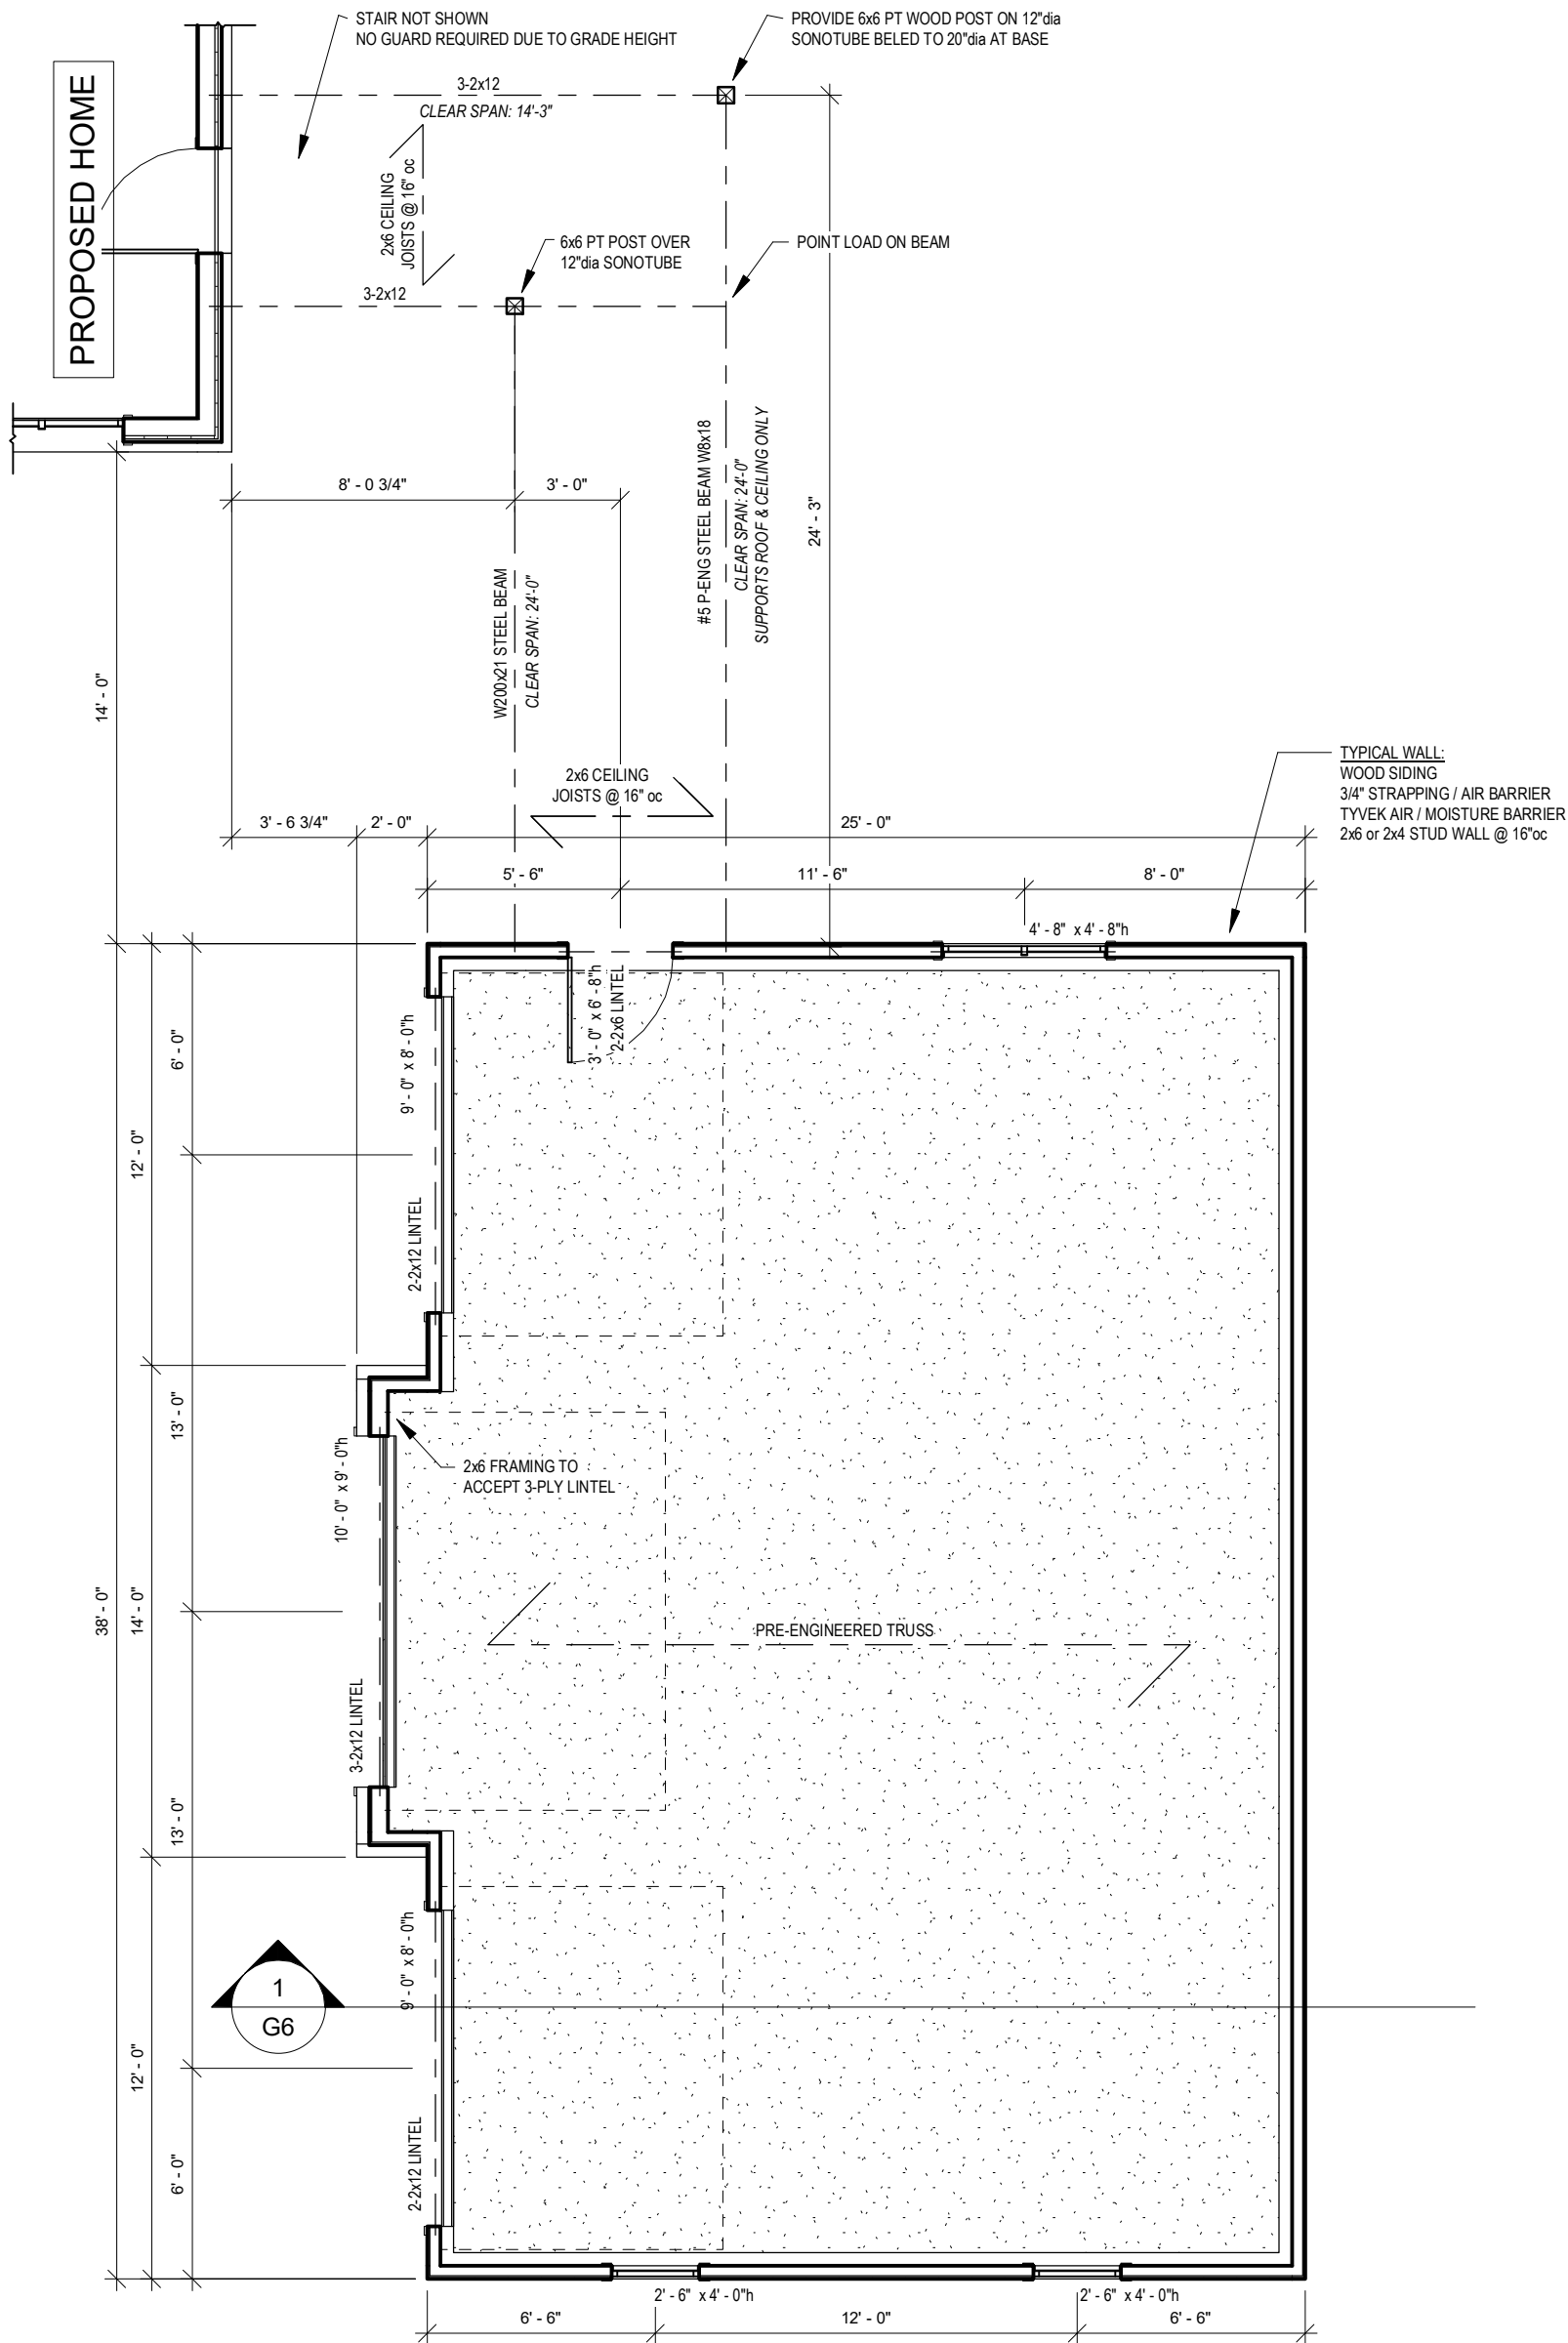 STAIR NOT SHOWN
NO GUARD REQUIRED DUE TO GRADE HEIGHT
PROVIDE 6x6 PT WOOD POST ON 12"dia
SONOTUBE BELED TO 20"dia AT BASE
PROPOSED HOME
3-2x12
CLEAR SPAN: 14'-3"
2x6 CEILING
JOISTS @ 16" oc
6x6 PT POST OVER
12"dia SONOTUBE
POINT LOAD ON BEAM
3-2x12
8' - 0 3/4"
3' - 0"
#5 P-ENG STEEL BEAM W8x18
CLEAR SPAN: 24'-0"
SUPPORTS ROOF & CEILING ONLY
24' - 3"
W200x21 STEEL BEAM
CLEAR SPAN: 24'-0"
14' - 0"
2x6 CEILING
JOISTS @ 16" oc
TYPICAL WALL:
WOOD SIDING
3/4" STRAPPING / AIR BARRIER
TYVEK AIR / MOISTURE BARRIER
2x6 or 2x4 STUD WALL @ 16"oc
3' - 6 3/4"
2' - 0"
25' - 0"
5' - 6"
11' - 6"
8' - 0"
4' - 8" x 4' - 8"h
3' - 0" x 6' - 8"h
2-2x6 LINTEL
9' - 0" x 8' - 0"h
6' - 0"
12' - 0"
2-2x12 LINTEL
13' - 0"
2x6 FRAMING TO
ACCEPT 3-PLY LINTEL
10' - 0" x 9' - 0"h
38' - 0"
14' - 0"
PRE-ENGINEERED TRUSS
3-2x12 LINTEL
13' - 0"
9' - 0" x 8' - 0"h
1
G6
12' - 0"
6' - 0"
2-2x12 LINTEL
2' - 6" x 4' - 0"h
2' - 6" x 4' - 0"h
6' - 6"
12' - 0"
6' - 6"